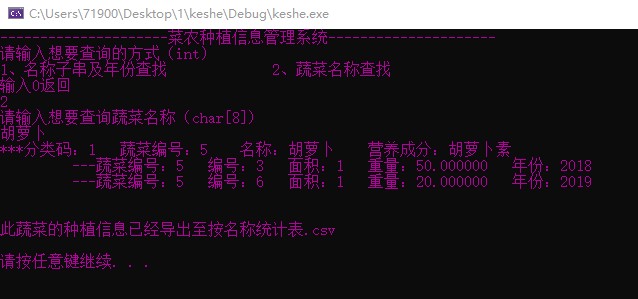 C:\Users\71900\Desktop\1\keshe\Debug\keshe.exe
---------------------菜农种植信息管理系统---------------------
请输入想要查询的方式（int）
1、名称子串及年份查找 2、蔬菜名称查找
输入0返回
2
请输入想要查询蔬菜名称（char[8]）
胡萝卜
***分类码：1 蔬菜编号：5 名称：胡萝卜 营养成分：胡萝卜素
---蔬菜编号：5 编号：3 面积：1 重量：50.000000 年份：2018
---蔬菜编号：5 编号：6 面积：1 重量：20.000000 年份：2019
此蔬菜的种植信息已经导出至按名称统计表.csv
请按任意键继续. . .